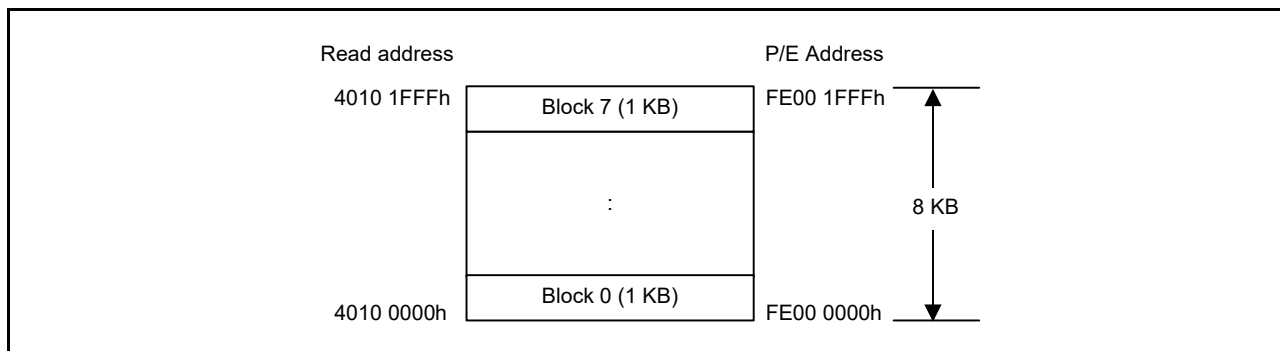 Read address P/E Address
4010 1FFFh Block 7 (1 KB) FE00 1FFFh
:
8 KB
Block 0 (1 KB)
4010 0000h FE00 0000h